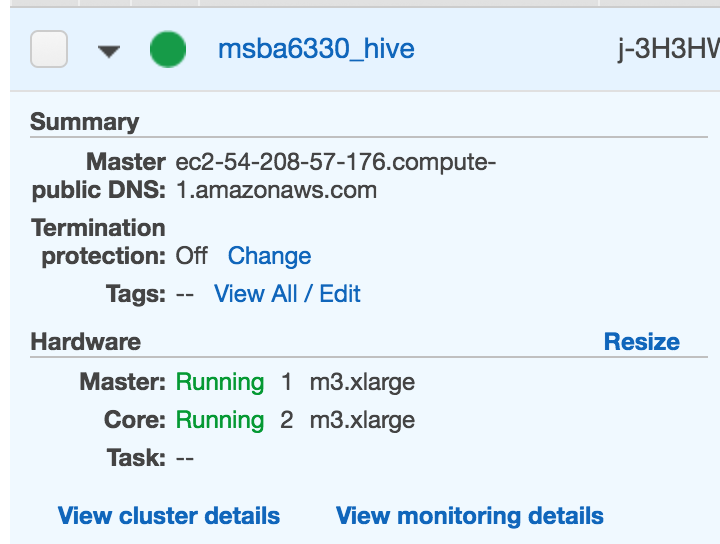 msba6330_hive j-3H3HW
Summary
Master ec2-54-208-57-176.compute-
public DNS: 1.amazonaws.com
Termination
protection: Off Change
Tags: -- View All / Edit
Hardware Resize
Master: Running 1 m3.xlarge
Core: Running 2 m3.xlarge
Task: --
View cluster details View monitoring details